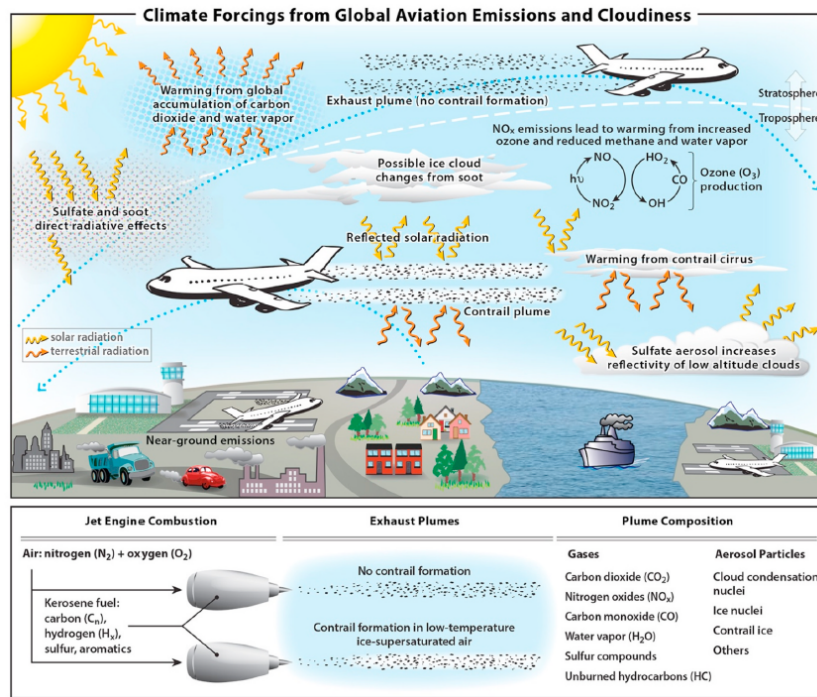 Climate Forcings from Global Aviation Emissions and Cloudiness
Warming from global
accumulation of carbon
dioxide and water vapor
Exhaust plume (no contrail formation)
Stratosphere
Troposphere
NOₓ emissions lead to warming from increased
ozone and reduced methane and water vapor
NO
hυ
NO₂
HO₂
CO
OH
Ozone (O₃)
production
Possible ice cloud
changes from soot
Sulfate and soot
direct radiative effects
Reflected solar radiation
Warming from contrail cirrus
Contrail plume
solar radiation
terrestrial radiation
Sulfate aerosol increases
reflectivity of low altitude clouds
Near-ground emissions
Jet Engine Combustion
Air: nitrogen (N₂) + oxygen (O₂)
Kerosene fuel:
carbon (Cₙ),
hydrogen (Hₓ),
sulfur, aromatics
Exhaust Plumes
No contrail formation
Contrail formation in low-temperature
ice-supersaturated air
Plume Composition
Gases
Carbon dioxide (CO₂)
Nitrogen oxides (NOₓ)
Carbon monoxide (CO)
Water vapor (H₂O)
Sulfur compounds
Unburned hydrocarbons (HC)
Aerosol Particles
Cloud condensation
nuclei
Ice nuclei
Contrail ice
Others